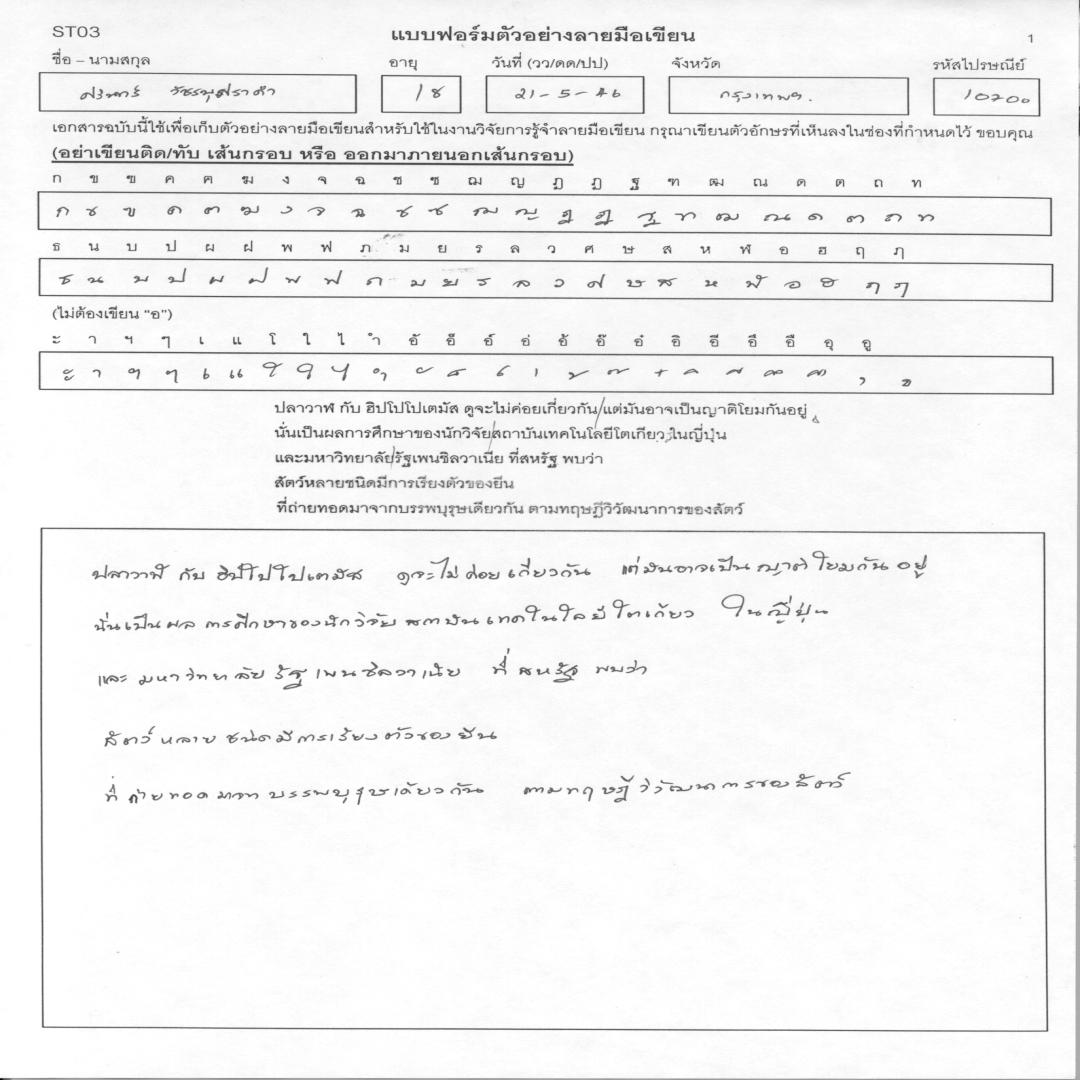 ST03
แบบฟอร์มตัวอย่างลายมือเขียน
1
ชื่อ – นามสกุล อายุ วันที่ (วว/ดด/ปป) จังหวัด รหัสไปรษณีย์
18 21-5-46 กรุงเทพฯ. 10200
เอกสารฉบับนี้ใช้เพื่อเก็บตัวอย่างลายมือเขียนสำหรับใช้ในงานวิจัยการรู้จำลายมือเขียน กรุณาเขียนตัวอักษรที่เห็นลงในช่องที่กำหนดไว้ ขอบคุณ
(อย่าเขียนติด/ทับ เส้นกรอบ หรือ ออกมาภายนอกเส้นกรอบ)
ก ข ฃ ค ฅ ฆ ง จ ฉ ช ซ ฌ ญ ฎ ฏ ฐ ฑ ฒ ณ ด ต ถ ท
ก ข ฃ ค ฅ ฆ ง จ ฉ ช ซ ฌ ญ ฎ ฏ ฐ ฑ ฒ ณ ด ต ถ ท
ธ น บ ป ผ ฝ พ ฟ ภ ม ย ร ล ว ศ ษ ส ห ฬ อ ฮ ฤ ฦ
ธ น บ ป ผ ฝ พ ฟ ภ ม ย ร ล ว ศ ษ ส ห ฬ อ ฮ ฤ ฦ
(ไม่ต้องเขียน “อ”)
ะ า ฯ ๆ เ แ โ ใ ไ ำ อั อ็ อ์ อ่ อ้ อ๊ อ๋ อิ อี อึ อื อุ อู
ะ า ฯ ๆ เ แ โ ใ ไ ำ ั ็ ์ ่ ้ ๊ ๋ ิ ี ึ ื ุ ู
ปลาวาฬ กับ ฮิปโปโปเตมัส ดูจะไม่ค่อยเกี่ยวกัน แต่มันอาจเป็นญาติโยมกันอยู่
นั่นเป็นผลการศึกษาของนักวิจัยสถาบันเทคโนโลยีโตเกียว ในญี่ปุ่น
และมหาวิทยาลัยรัฐเพนซิลวาเนีย ที่สหรัฐ พบว่า
สัตว์หลายชนิดมีการเรียงตัวของยีน
ที่ถ่ายทอดมาจากบรรพบุรุษเดียวกัน ตามทฤษฎีวิวัฒนาการของสัตว์
ปลาวาฬ กับ ฮิปโปโปเตมัส ดูจะไม่ ค่อย เกี่ยวกัน แต่มันอาจเป็น ญาติ โยมกัน อยู่
นั่นเป็น ผล การศึกษาของนักวิจัย สถาบัน เทคโนโลยี โตเกียว ในญี่ปุ่น
และ มหาวิทยาลัย รัฐ เพนซิลวาเนีย ที่ สหรัฐ พบว่า
สัตว์ หลาย ชนิด มีการเรียงตัวของ ยีน
ที่ ถ่ายทอด มาจาก บรรพบุรุษเดียวกัน ตามทฤษฎี วิวัฒนาการของ สัตว์